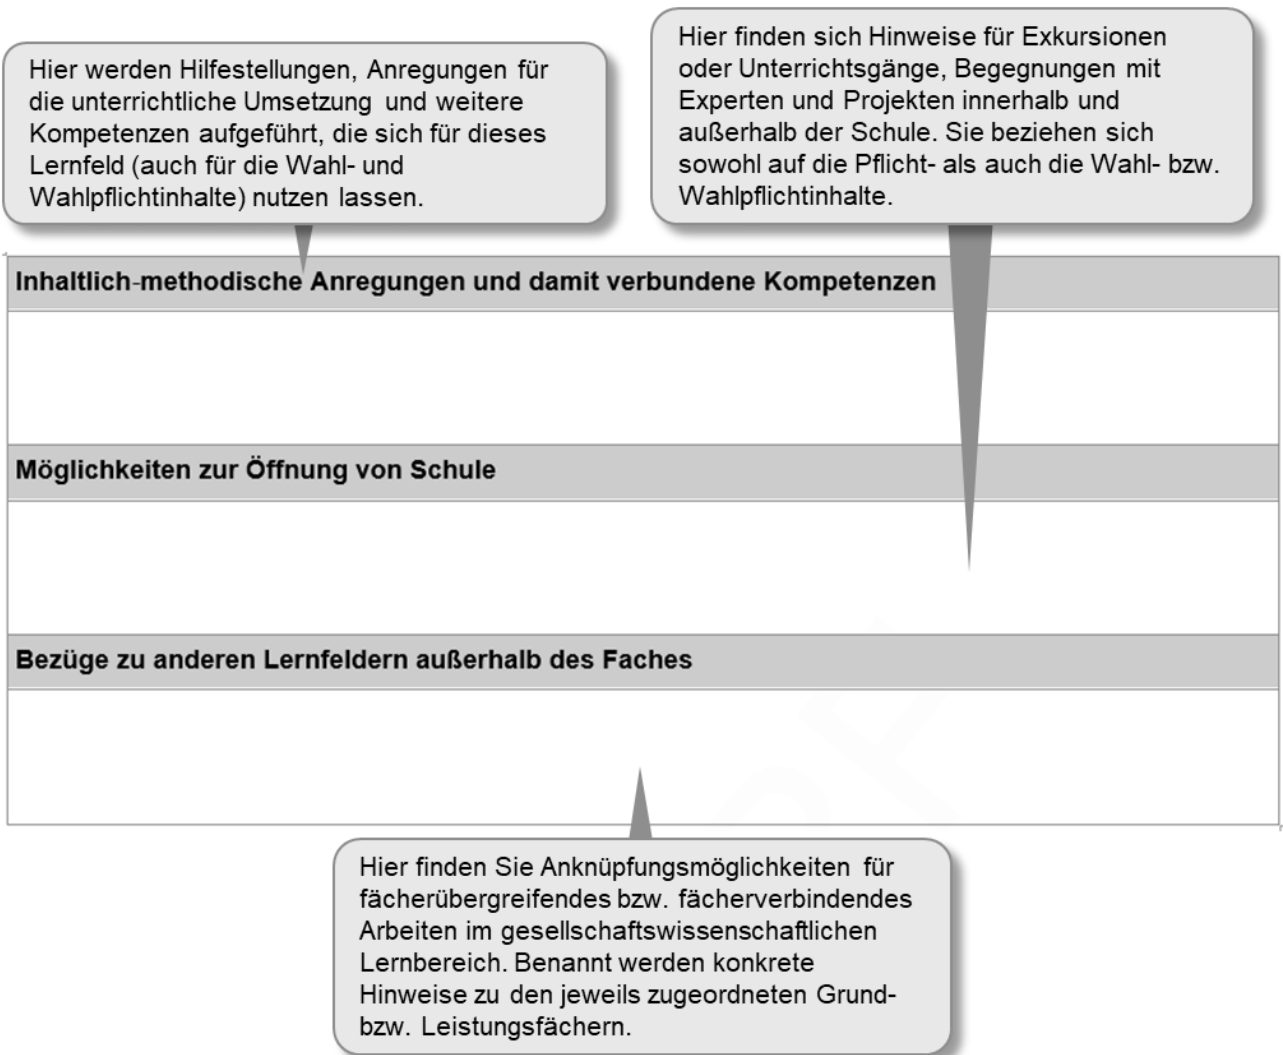 Hier werden Hilfestellungen, Anregungen für
die unterrichtliche Umsetzung und weitere
Kompetenzen aufgeführt, die sich für dieses
Lernfeld (auch für die Wahl- und
Wahlpflichtinhalte) nutzen lassen.
Hier finden sich Hinweise für Exkursionen
oder Unterrichtsgänge, Begegnungen mit
Experten und Projekten innerhalb und
außerhalb der Schule. Sie beziehen sich
sowohl auf die Pflicht- als auch die Wahl- bzw.
Wahlpflichtinhalte.
Inhaltlich-methodische Anregungen und damit verbundene Kompetenzen
Möglichkeiten zur Öffnung von Schule
Bezüge zu anderen Lernfeldern außerhalb des Faches
Hier finden Sie Anknüpfungsmöglichkeiten für
fächerübergreifendes bzw. fächerverbindendes
Arbeiten im gesellschaftswissenschaftlichen
Lernbereich. Benannt werden konkrete
Hinweise zu den jeweils zugeordneten Grund-
bzw. Leistungsfächern.